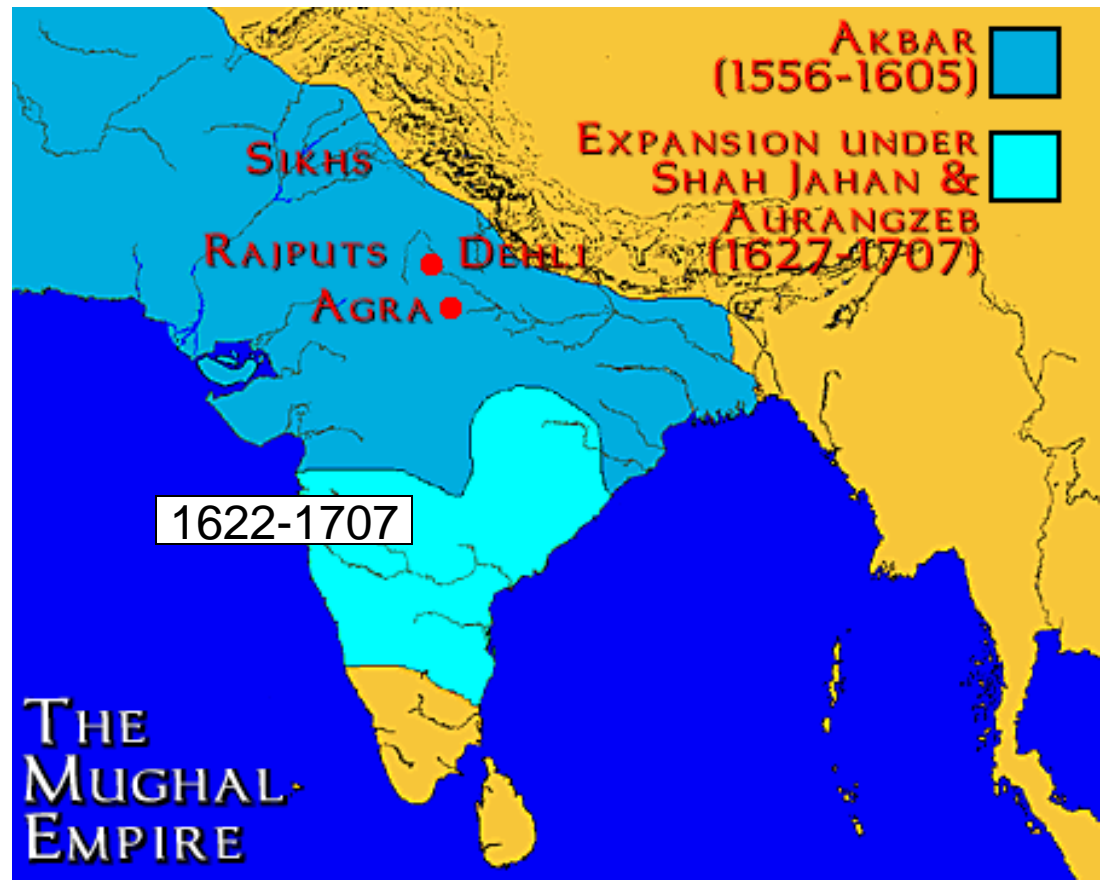 AKBAR
(1556-1605)
EXPANSION UNDER
SHAH JAHAN &
AURANGZEB
(1627-1707)
SIKHS
RAJPUTS
DEHLI
AGRA
1622-1707
THE
MUGHAL
EMPIRE